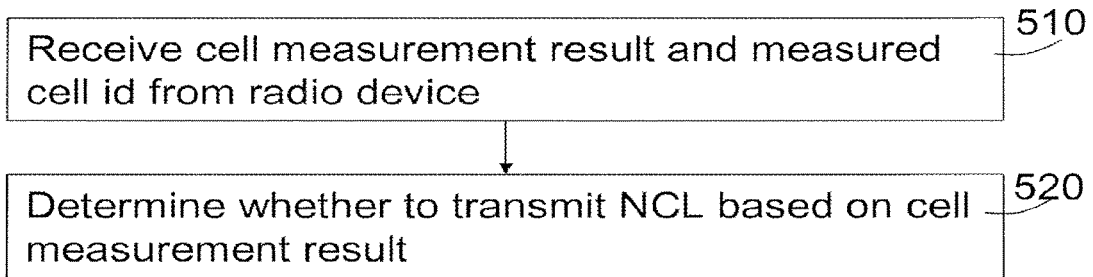 510
Receive cell measurement result and measured
cell id from radio device
520
Determine whether to transmit NCL based on cell
measurement result